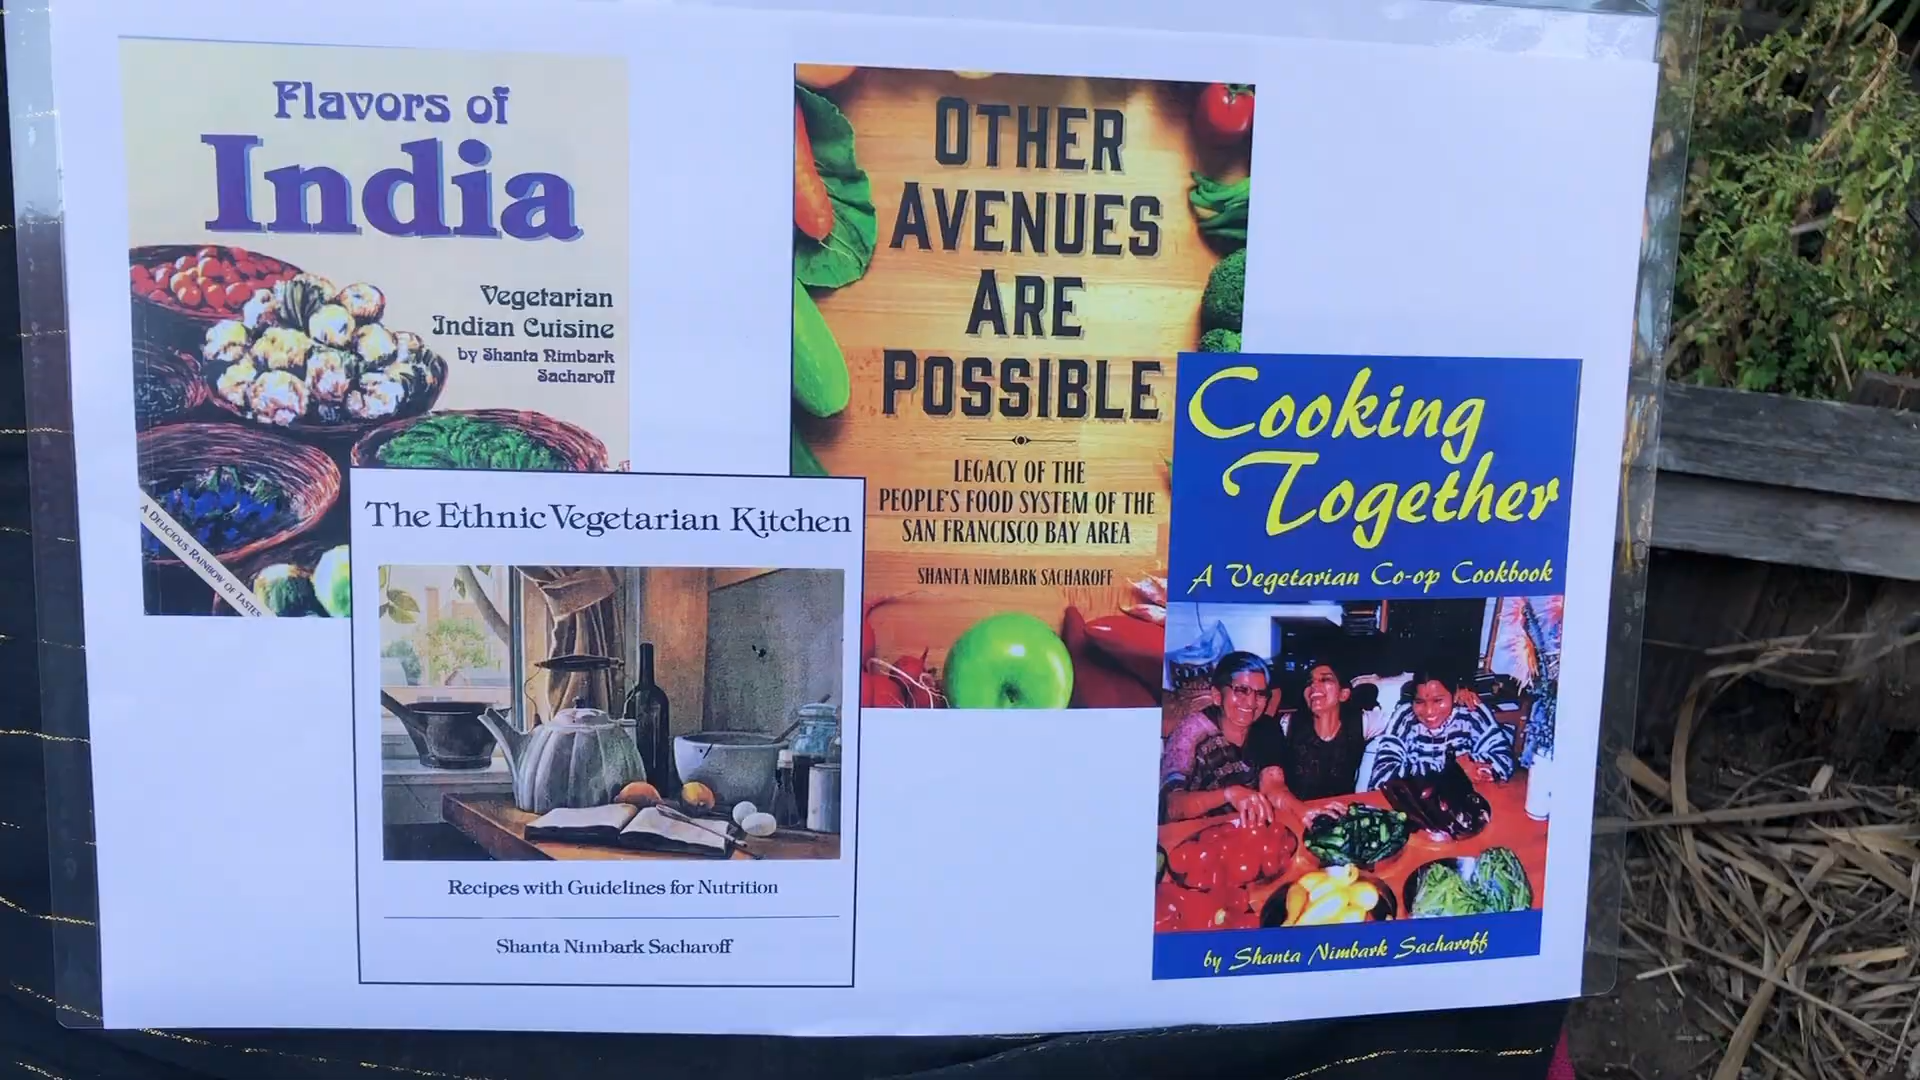 Flavors of
India
Vegetarian
Indian Cuisine
by Shanta Nimbark
Sacharoff
A DELICIOUS RAINBOW OF TASTES
The Ethnic Vegetarian Kitchen
Recipes with Guidelines for Nutrition
Shanta Nimbark Sacharoff
OTHER
AVENUES
ARE
POSSIBLE
LEGACY OF THE
PEOPLE'S FOOD SYSTEM OF THE
SAN FRANCISCO BAY AREA
SHANTA NIMBARK SACHAROFF
Cooking
Together
A Vegetarian Co-op Cookbook
by Shanta Nimbark Sacharoff